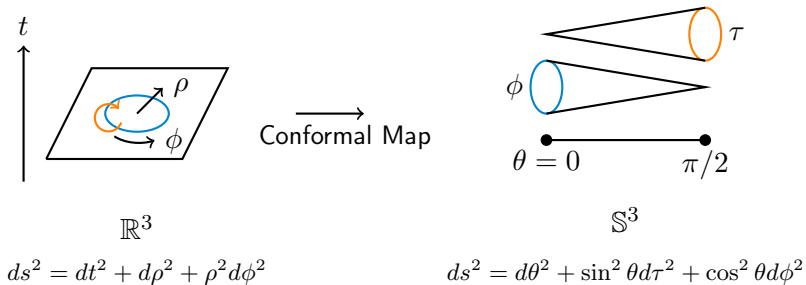 t
ρ
φ
Conformal Map
τ
φ
θ = 0
π/2
ℝ³
𝕊³
ds² = dt² + dρ² + ρ²dφ²
ds² = dθ² + sin² θdτ² + cos² θdφ²